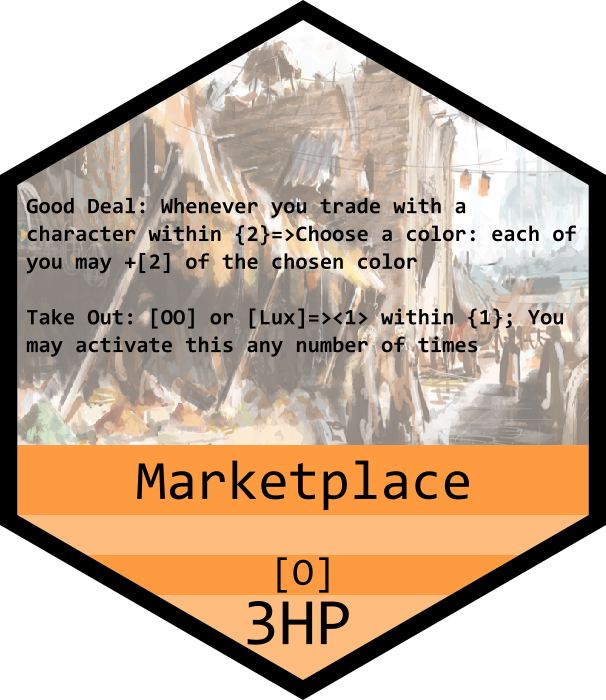 Good Deal: Whenever you trade with a
character within {2}=>Choose a color: each of
you may +[2] of the chosen color
Take Out: [OO] or [Lux]=><1> within {1}; You
may activate this any number of times
Marketplace
[O]
3HP